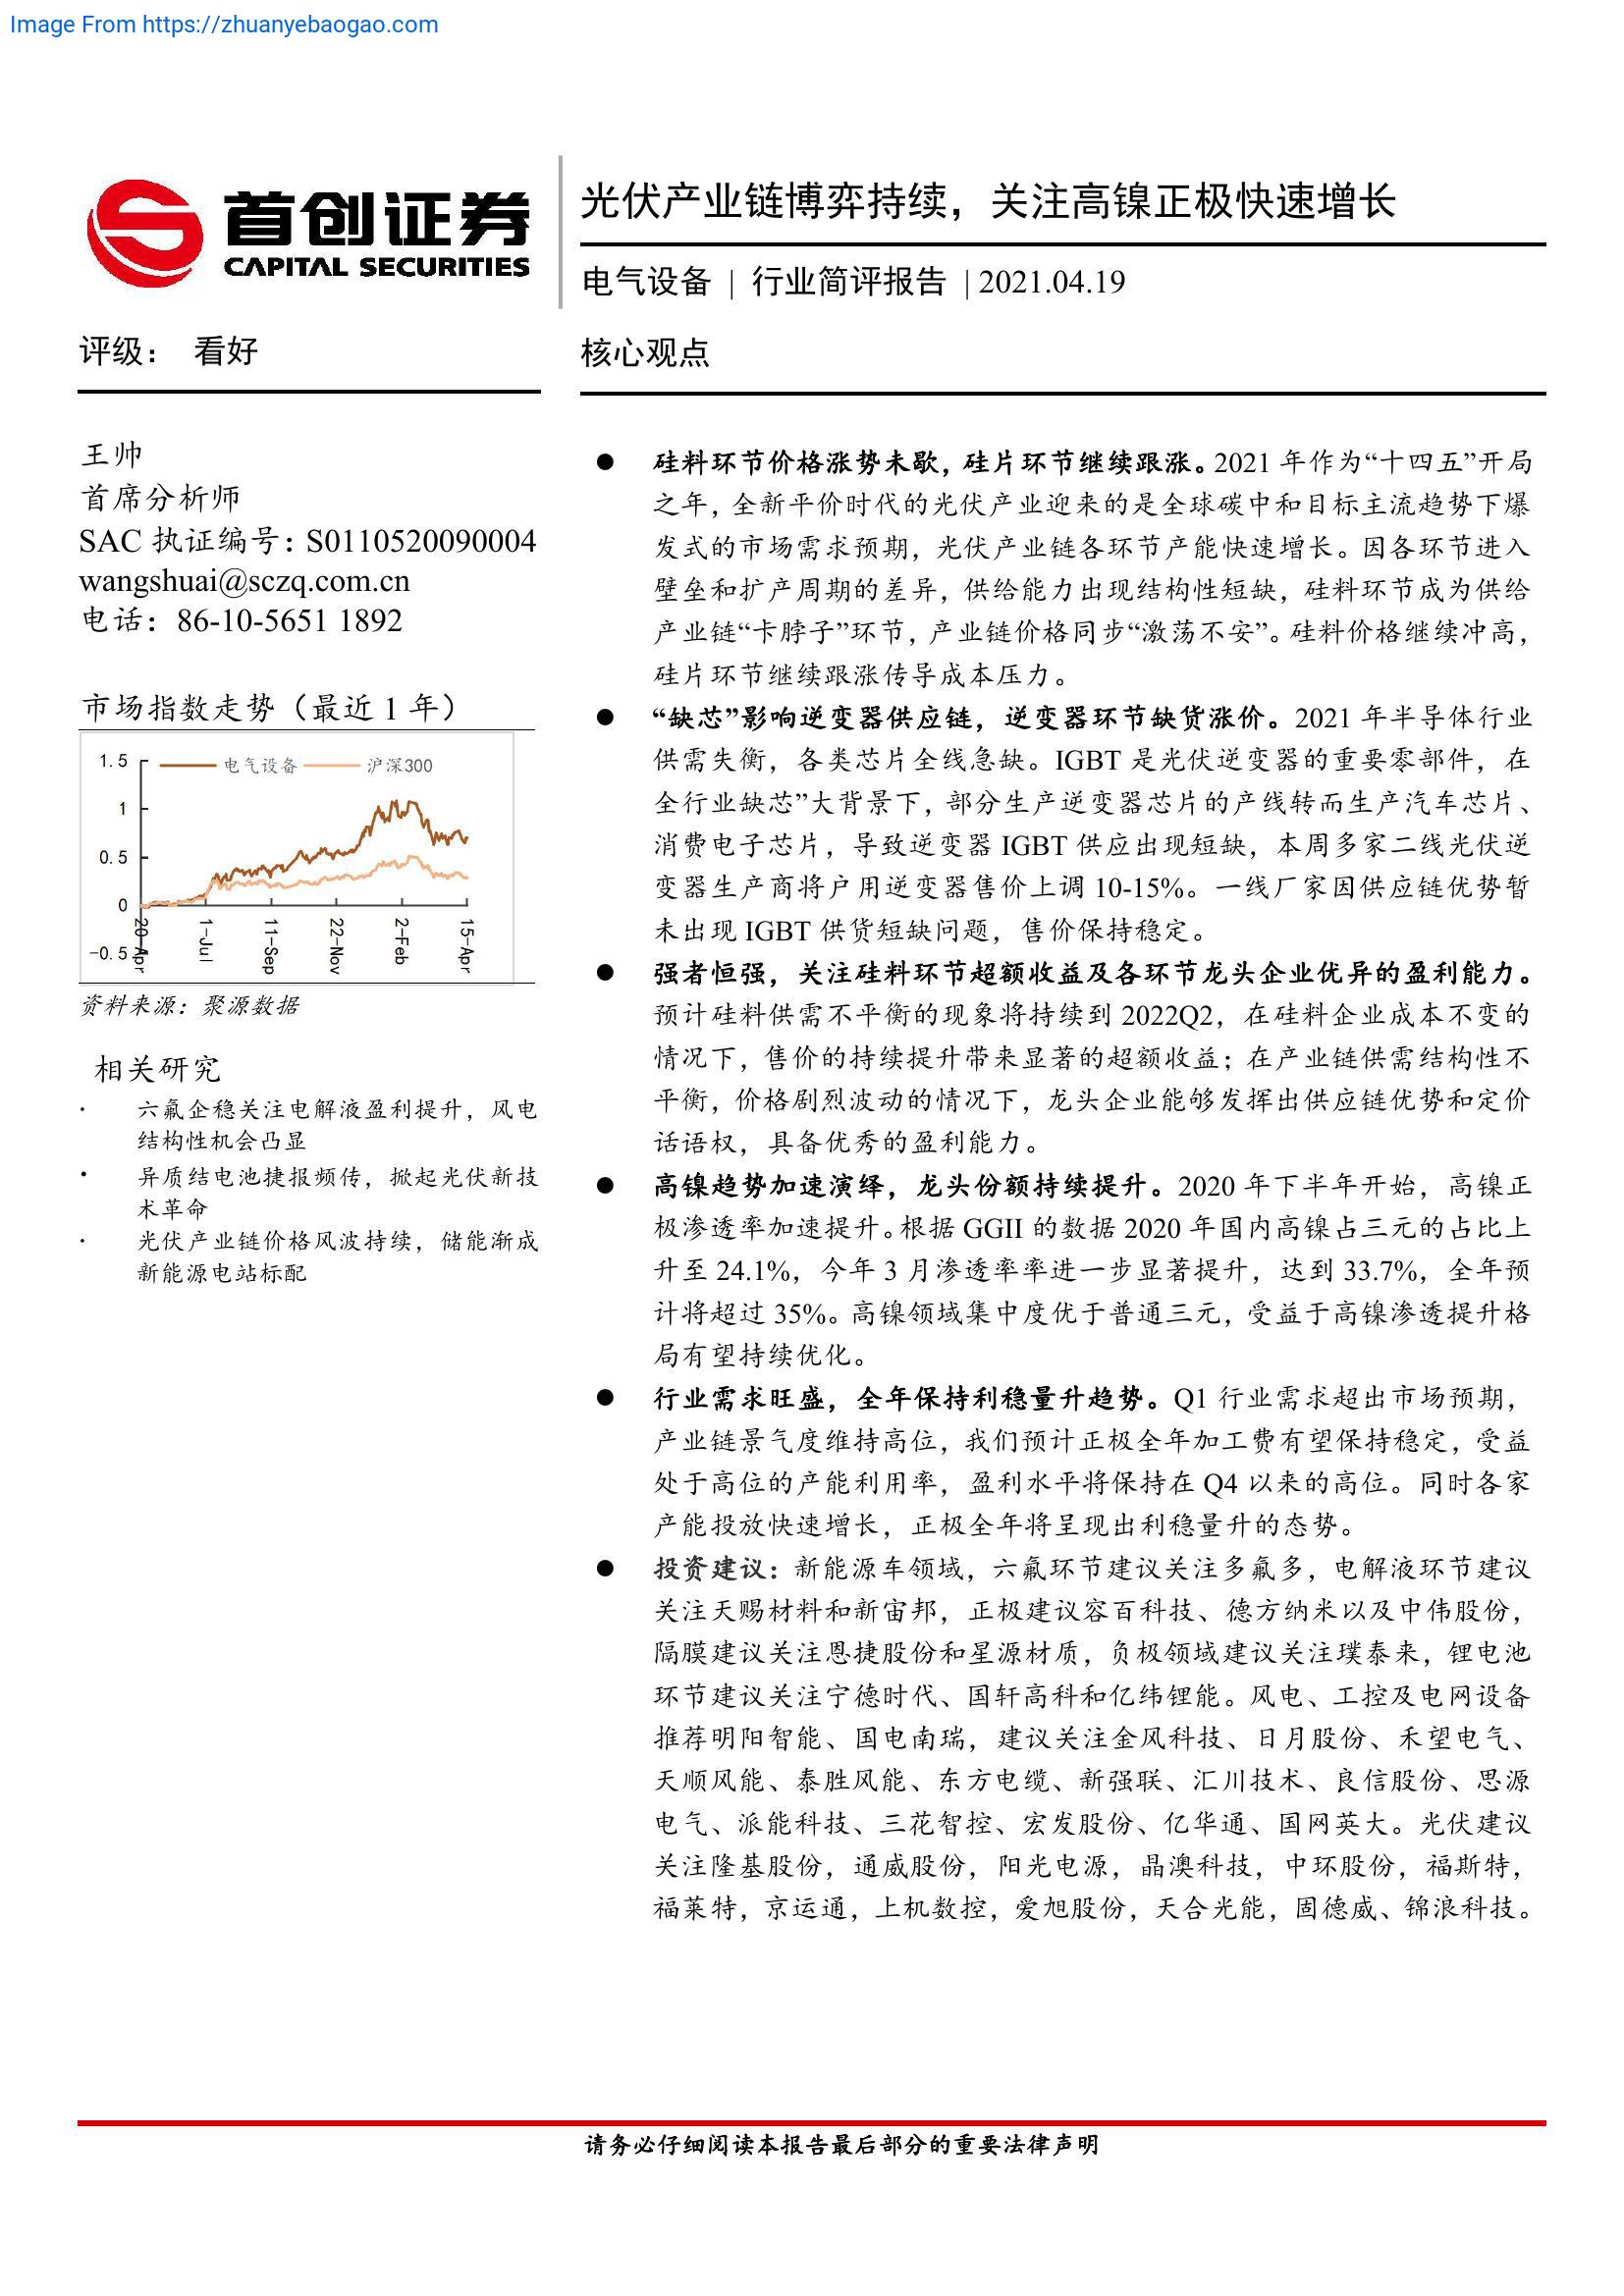 Image From https://zhuanyebaogao.com
首创证券
CAPITAL SECURITIES
光伏产业链博弈持续，关注高镍正极快速增长
电气设备 | 行业简评报告 | 2021.04.19
评级： 看好
王帅
首席分析师
SAC 执证编号：S0110520090004
wangshuai@sczq.com.cn
电话：86-10-5651 1892
市场指数走势（最近 1 年）
电气设备 沪深300
1.5
1
0.5
0
-0.5
20-Apr
1-Jul
11-Sep
22-Nov
2-Feb
15-Apr
资料来源：聚源数据
相关研究
· 六氟企稳关注电解液盈利提升，风电
结构性机会凸显
· 异质结电池捷报频传，掀起光伏新技
术革命
· 光伏产业链价格风波持续，储能渐成
新能源电站标配
核心观点
● 硅料环节价格涨势未歇，硅片环节继续跟涨。2021 年作为“十四五”开局
之年，全新平价时代的光伏产业迎来的是全球碳中和目标主流趋势下爆
发式的市场需求预期，光伏产业链各环节产能快速增长。因各环节进入
壁垒和扩产周期的差异，供给能力出现结构性短缺，硅料环节成为供给
产业链“卡脖子”环节，产业链价格同步“激荡不安”。硅料价格继续冲高，
硅片环节继续跟涨传导成本压力。
● “缺芯”影响逆变器供应链，逆变器环节缺货涨价。2021 年半导体行业
供需失衡，各类芯片全线急缺。IGBT 是光伏逆变器的重要零部件，在
全行业缺芯”大背景下，部分生产逆变器芯片的产线转而生产汽车芯片、
消费电子芯片，导致逆变器 IGBT 供应出现短缺，本周多家二线光伏逆
变器生产商将户用逆变器售价上调 10-15%。一线厂家因供应链优势暂
未出现 IGBT 供货短缺问题，售价保持稳定。
● 强者恒强，关注硅料环节超额收益及各环节龙头企业优异的盈利能力。
预计硅料供需不平衡的现象将持续到 2022Q2，在硅料企业成本不变的
情况下，售价的持续提升带来显著的超额收益；在产业链供需结构性不
平衡，价格剧烈波动的情况下，龙头企业能够发挥出供应链优势和定价
话语权，具备优秀的盈利能力。
● 高镍趋势加速演绎，龙头份额持续提升。2020 年下半年开始，高镍正
极渗透率加速提升。根据 GGII 的数据 2020 年国内高镍占三元的占比上
升至 24.1%，今年 3 月渗透率率进一步显著提升，达到 33.7%，全年预
计将超过 35%。高镍领域集中度优于普通三元，受益于高镍渗透提升格
局有望持续优化。
● 行业需求旺盛，全年保持利稳量升趋势。Q1 行业需求超出市场预期，
产业链景气度维持高位，我们预计正极全年加工费有望保持稳定，受益
处于高位的产能利用率，盈利水平将保持在 Q4 以来的高位。同时各家
产能投放快速增长，正极全年将呈现出利稳量升的态势。
● 投资建议：新能源车领域，六氟环节建议关注多氟多，电解液环节建议
关注天赐材料和新宙邦，正极建议容百科技、德方纳米以及中伟股份，
隔膜建议关注恩捷股份和星源材质，负极领域建议关注璞泰来，锂电池
环节建议关注宁德时代、国轩高科和亿纬锂能。风电、工控及电网设备
推荐明阳智能、国电南瑞，建议关注金风科技、日月股份、禾望电气、
天顺风能、泰胜风能、东方电缆、新强联、汇川技术、良信股份、思源
电气、派能科技、三花智控、宏发股份、亿华通、国网英大。光伏建议
关注隆基股份，通威股份，阳光电源，晶澳科技，中环股份，福斯特，
福莱特，京运通，上机数控，爱旭股份，天合光能，固德威、锦浪科技。
请务必仔细阅读本报告最后部分的重要法律声明